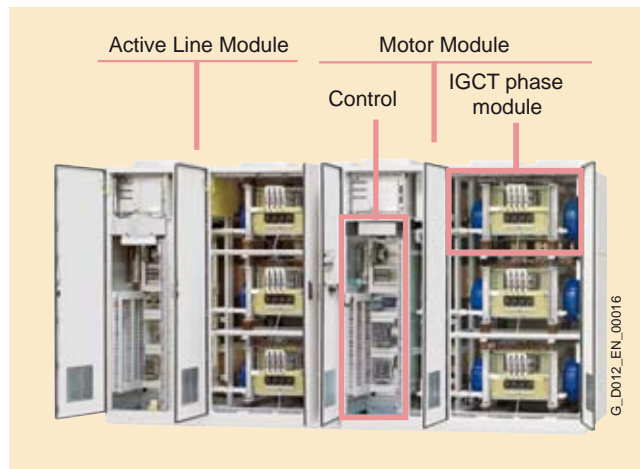 Active Line Module
Motor Module
Control
IGCT phase
module
G_D012_EN_00016